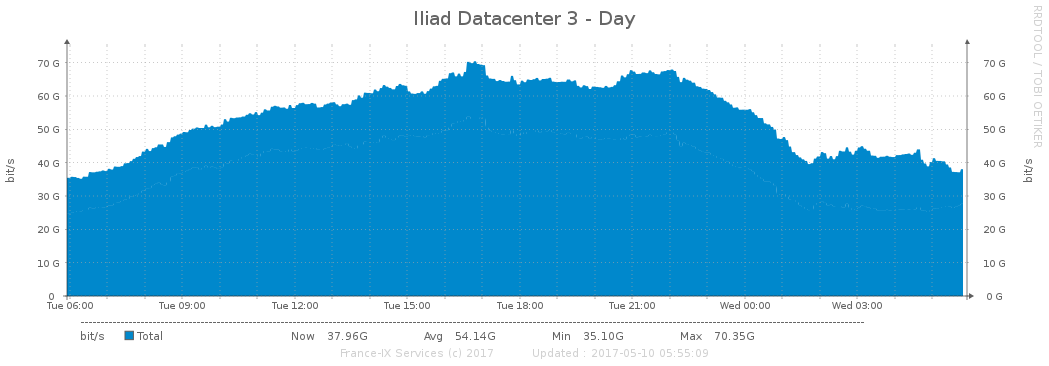 Iliad Datacenter 3 - Day
RRDTOOL / TOBI OETIKER
bit/s
70 G 70 G
60 G 60 G
50 G 50 G
40 G 40 G
30 G 30 G
20 G 20 G
10 G 10 G
0 0 G
bit/s
Tue 06:00 Tue 09:00 Tue 12:00 Tue 15:00 Tue 18:00 Tue 21:00 Wed 00:00 Wed 03:00
bit/s Total Now 37.96G Avg 54.14G Min 35.10G Max 70.35G
France-IX Services (c) 2017 Updated : 2017-05-10 05:55:09